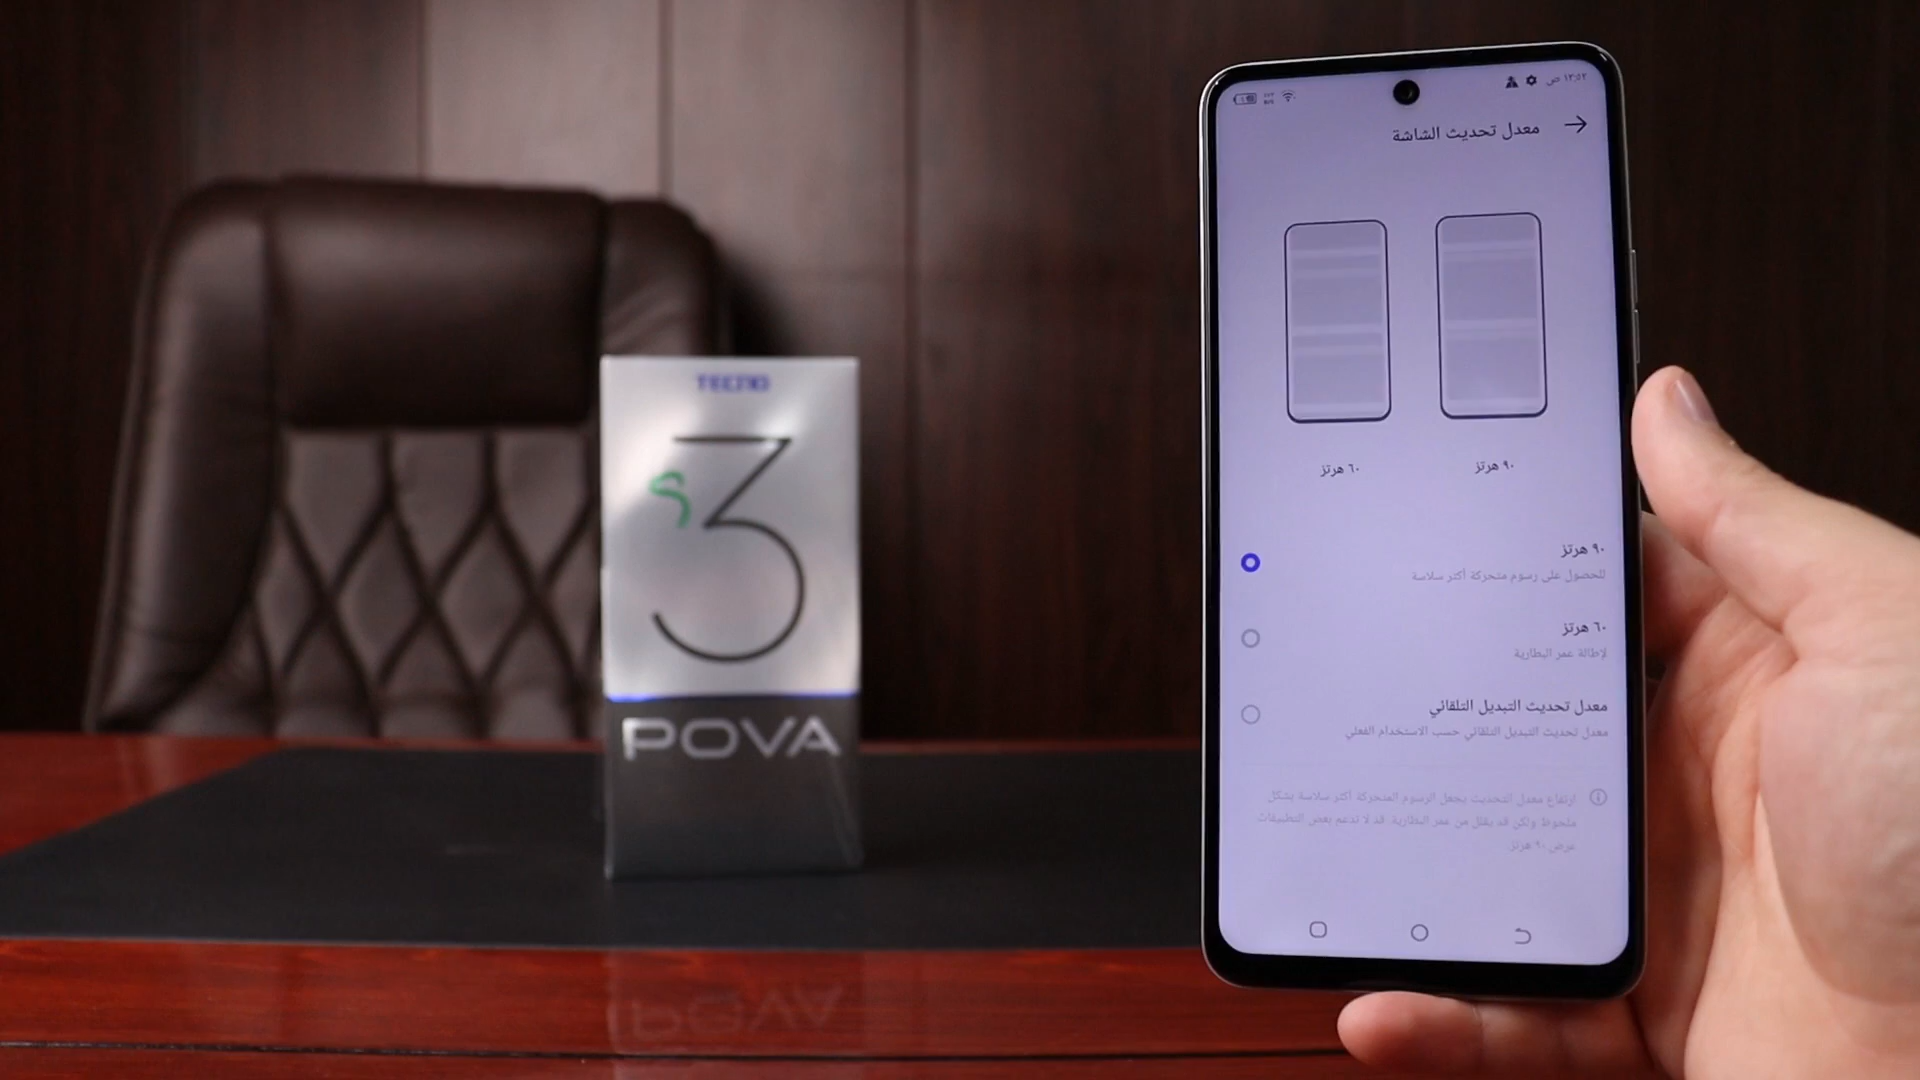 TECNO
3
POVA
١٢:٥٢ ص
معدل تحديث الشاشة
٩٠ هرتز
٦٠ هرتز
٩٠ هرتز
للحصول على رسوم متحركة أكثر سلاسة
٦٠ هرتز
لإطالة عمر البطارية
معدل تحديث التبديل التلقائي
معدل تحديث التبديل التلقائي حسب الاستخدام الفعلي
ارتفاع معدل التحديث يجعل الرسوم المتحركة أكثر سلاسة بشكل
ملحوظ ولكن قد يقلل من عمر البطارية. قد لا تدعم بعض التطبيقات
عرض ٩٠ هرتز.